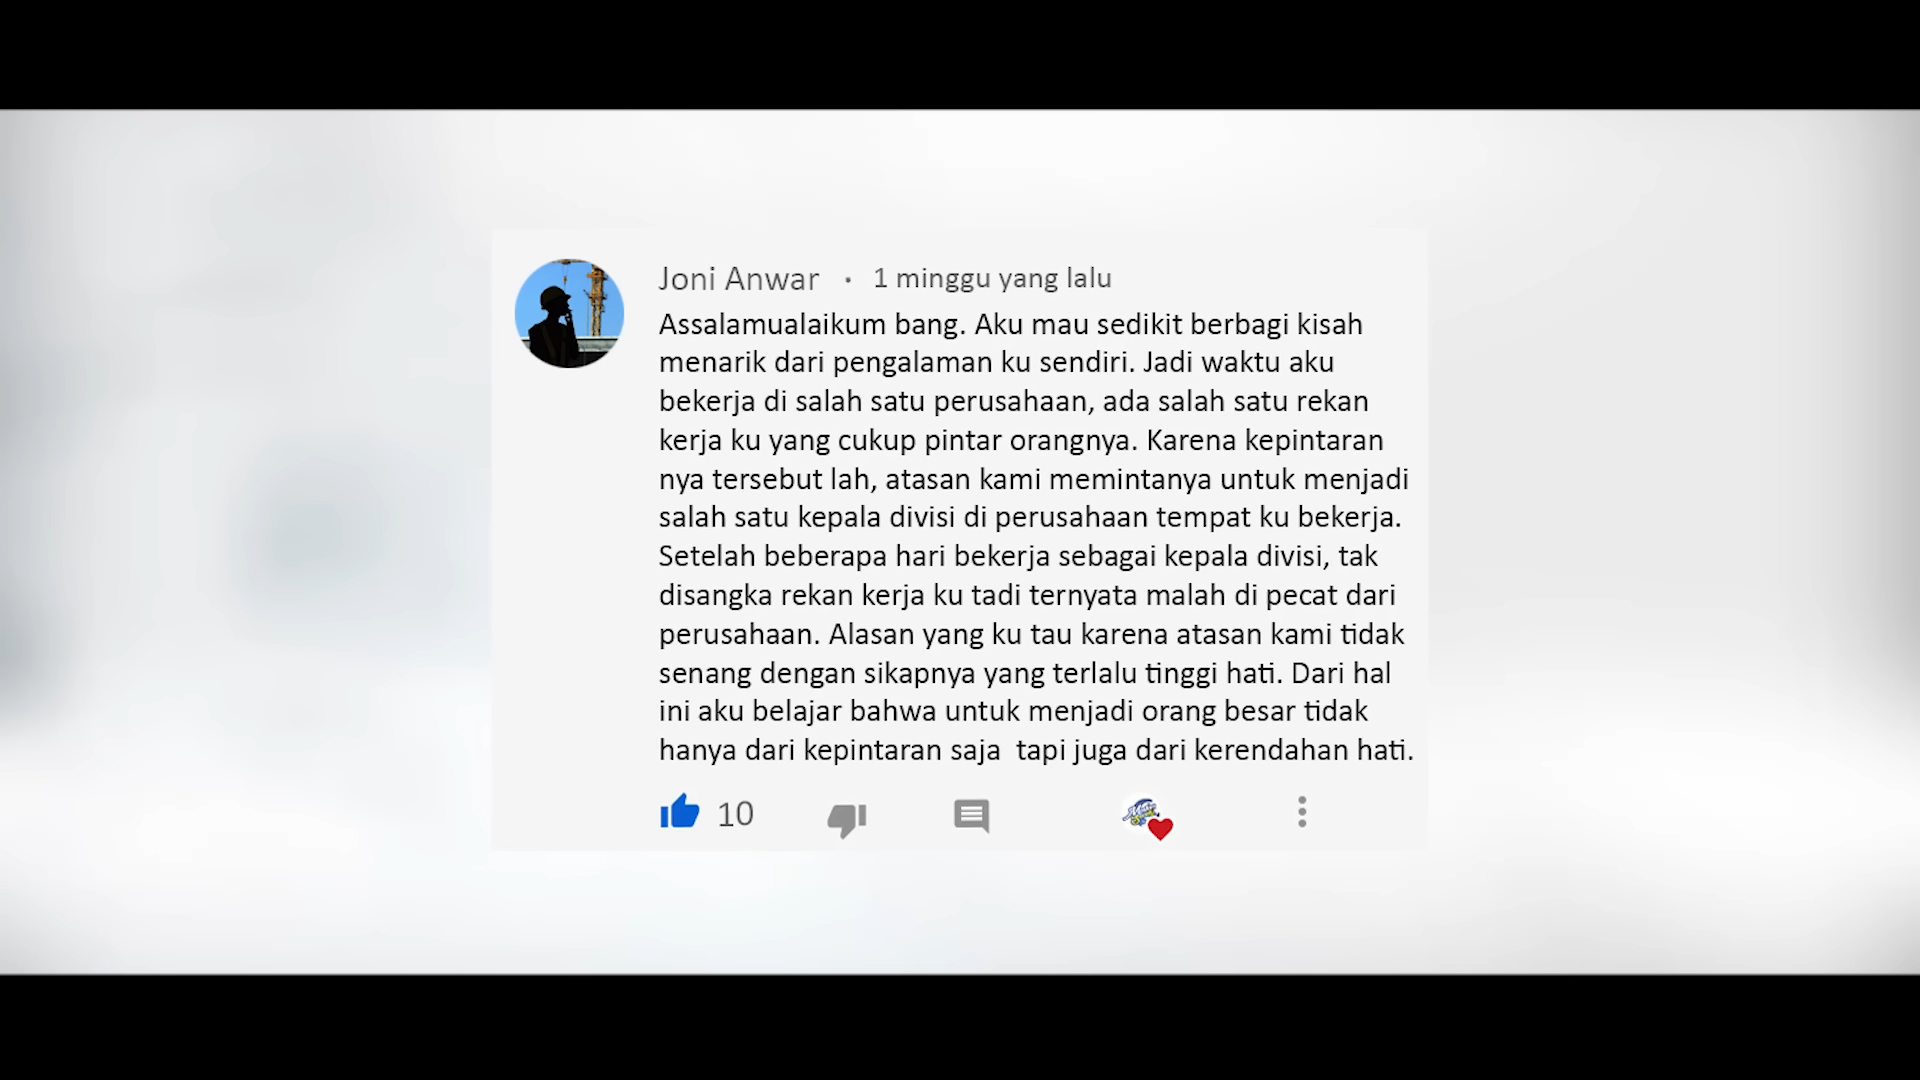 Joni Anwar · 1 minggu yang lalu
Assalamualaikum bang. Aku mau sedikit berbagi kisah
menarik dari pengalaman ku sendiri. Jadi waktu aku
bekerja di salah satu perusahaan, ada salah satu rekan
kerja ku yang cukup pintar orangnya. Karena kepintaran
nya tersebut lah, atasan kami memintanya untuk menjadi
salah satu kepala divisi di perusahaan tempat ku bekerja.
Setelah beberapa hari bekerja sebagai kepala divisi, tak
disangka rekan kerja ku tadi ternyata malah di pecat dari
perusahaan. Alasan yang ku tau karena atasan kami tidak
senang dengan sikapnya yang terlalu tinggi hati. Dari hal
ini aku belajar bahwa untuk menjadi orang besar tidak
hanya dari kepintaran saja  tapi juga dari kerendahan hati.
10